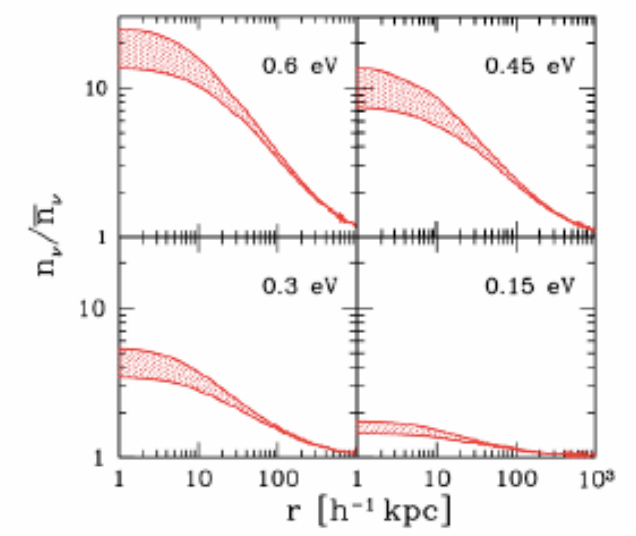 0.6 eV 0.45 eV
10
1
0.3 eV 0.15 eV
10
1
1 10 100 1 10 100 10³
n_ν/n̅_ν
r [h⁻¹ kpc]